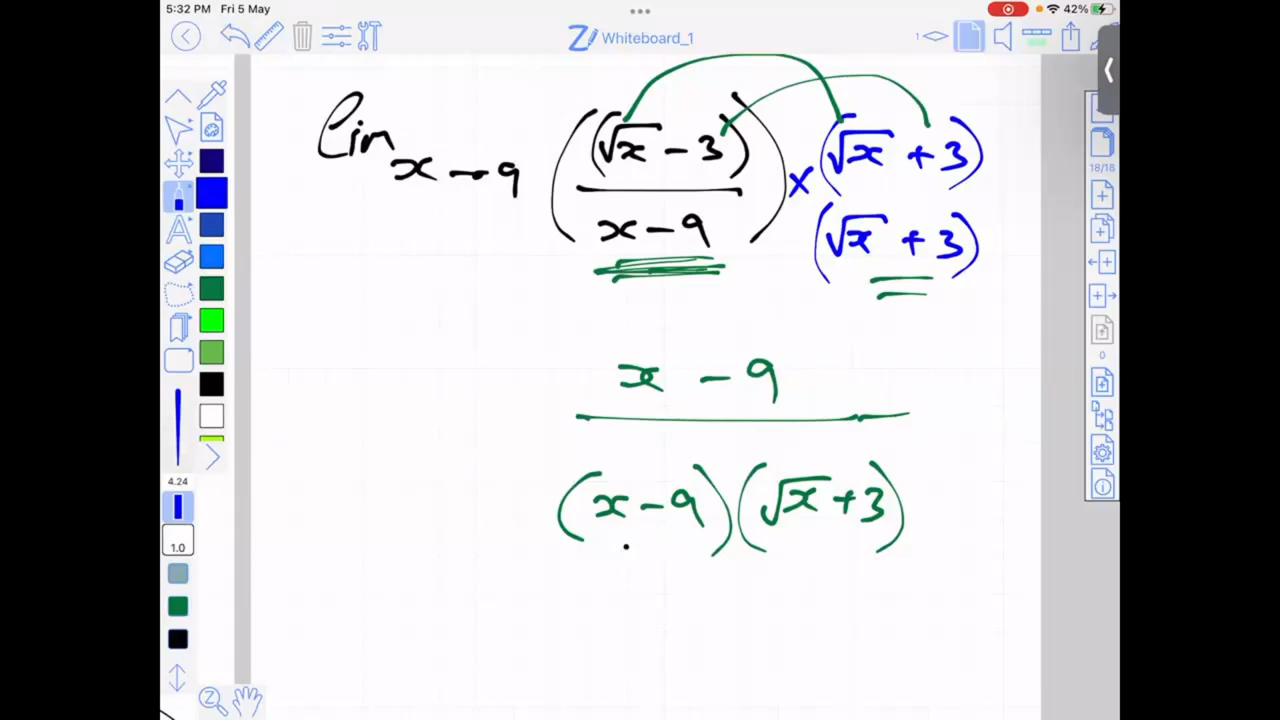 5:32 PM Fri 5 May
42%
Whiteboard_1
1
lim x→9 ((√x - 3) / x - 9) × (√x + 3) / (√x + 3)
18/18
x - 9
(x - 9)(√x + 3)
0
4.24
1.0